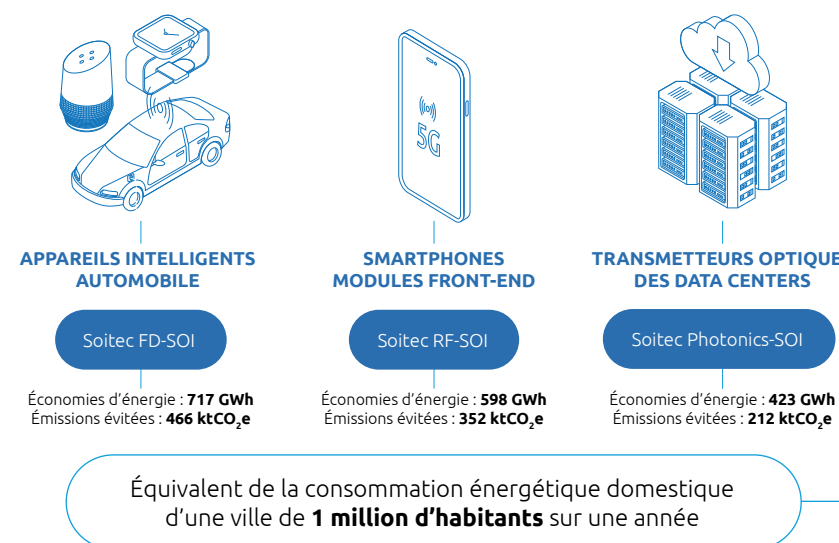 5G
APPAREILS INTELLIGENTS
AUTOMOBILE
Soitec FD-SOI
Économies d'énergie : 717 GWh
Émissions évitées : 466 ktCO₂e
SMARTPHONES
MODULES FRONT-END
Soitec RF-SOI
Économies d'énergie : 598 GWh
Émissions évitées : 352 ktCO₂e
TRANSMETTEURS OPTIQUE
DES DATA CENTERS
Soitec Photonics-SOI
Économies d'énergie : 423 GWh
Émissions évitées : 212 ktCO₂e
Équivalent de la consommation énergétique domestique
d'une ville de 1 million d'habitants sur une année